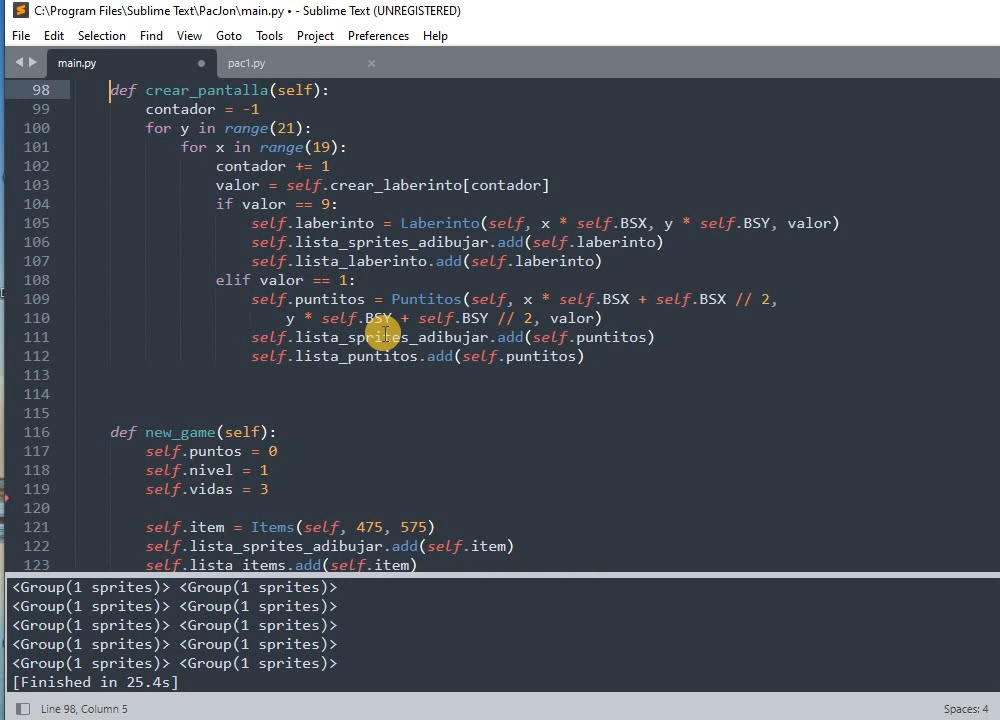 C:\Program Files\Sublime Text\PacJon\main.py • - Sublime Text (UNREGISTERED)
File Edit Selection Find View Goto Tools Project Preferences Help
main.py pac1.py
98 def crear_pantalla(self):
99 contador = -1
100 for y in range(21):
101 for x in range(19):
102 contador += 1
103 valor = self.crear_laberinto[contador]
104 if valor == 9:
105 self.laberinto = Laberinto(self, x * self.BSX, y * self.BSY, valor)
106 self.lista_sprites_adibujar.add(self.laberinto)
107 self.lista_laberinto.add(self.laberinto)
108 elif valor == 1:
109 self.puntitos = Puntitos(self, x * self.BSX + self.BSX // 2,
110 y * self.BSY + self.BSY // 2, valor)
111 self.lista_sprites_adibujar.add(self.puntitos)
112 self.lista_puntitos.add(self.puntitos)
113
114
115
116 def new_game(self):
117 self.puntos = 0
118 self.nivel = 1
119 self.vidas = 3
120
121 self.item = Items(self, 475, 575)
122 self.lista_sprites_adibujar.add(self.item)
123 self.lista_items.add(self.item)
<Group(1 sprites)> <Group(1 sprites)>
<Group(1 sprites)> <Group(1 sprites)>
<Group(1 sprites)> <Group(1 sprites)>
<Group(1 sprites)> <Group(1 sprites)>
<Group(1 sprites)> <Group(1 sprites)>
[Finished in 25.4s]
Line 98, Column 5 Spaces: 4